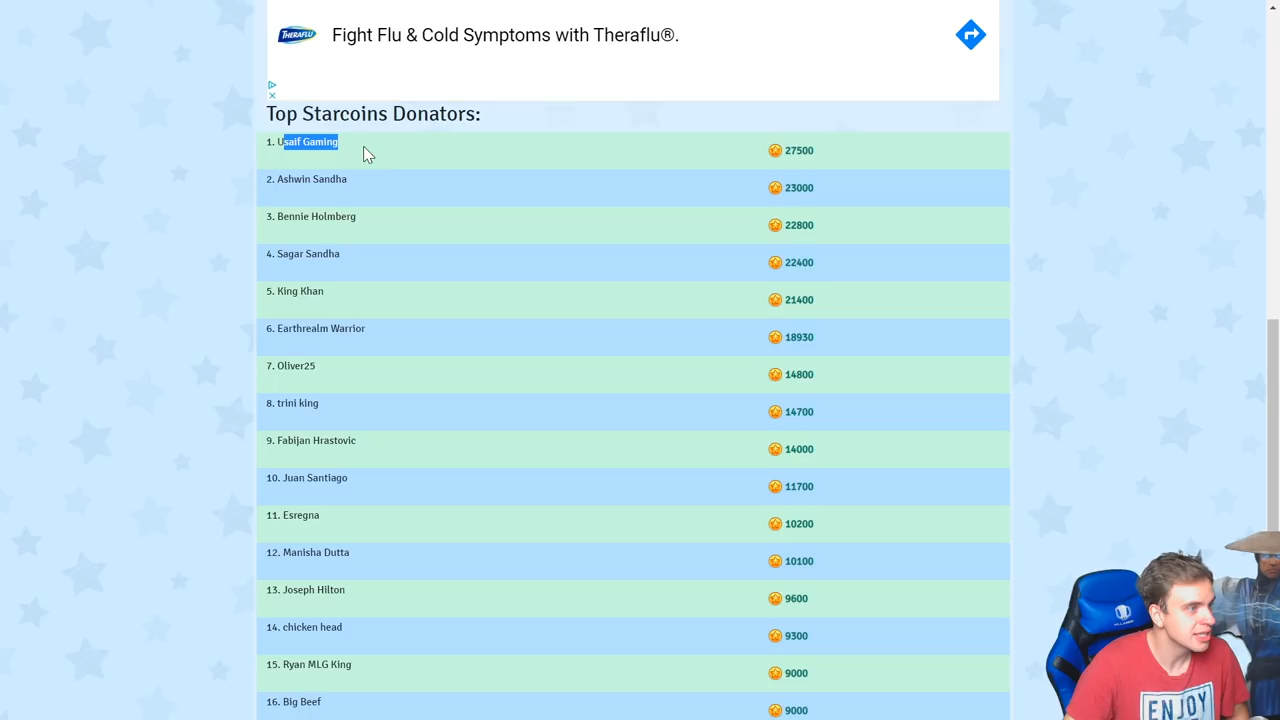 THERAFLU
Fight Flu & Cold Symptoms with Theraflu®.
Top Starcoins Donators:
1. Usaif Gaming 27500
2. Ashwin Sandha 23000
3. Bennie Holmberg 22800
4. Sagar Sandha 22400
5. King Khan 21400
6. Earthrealm Warrior 18930
7. Oliver25 14800
8. trini king 14700
9. Fabijan Hrastovic 14000
10. Juan Santiago 11700
11. Esregna 10200
12. Manisha Dutta 10100
13. Joseph Hilton 9600
14. chicken head 9300
15. Ryan MLG King 9000
16. Big Beef 9000
ENJOY